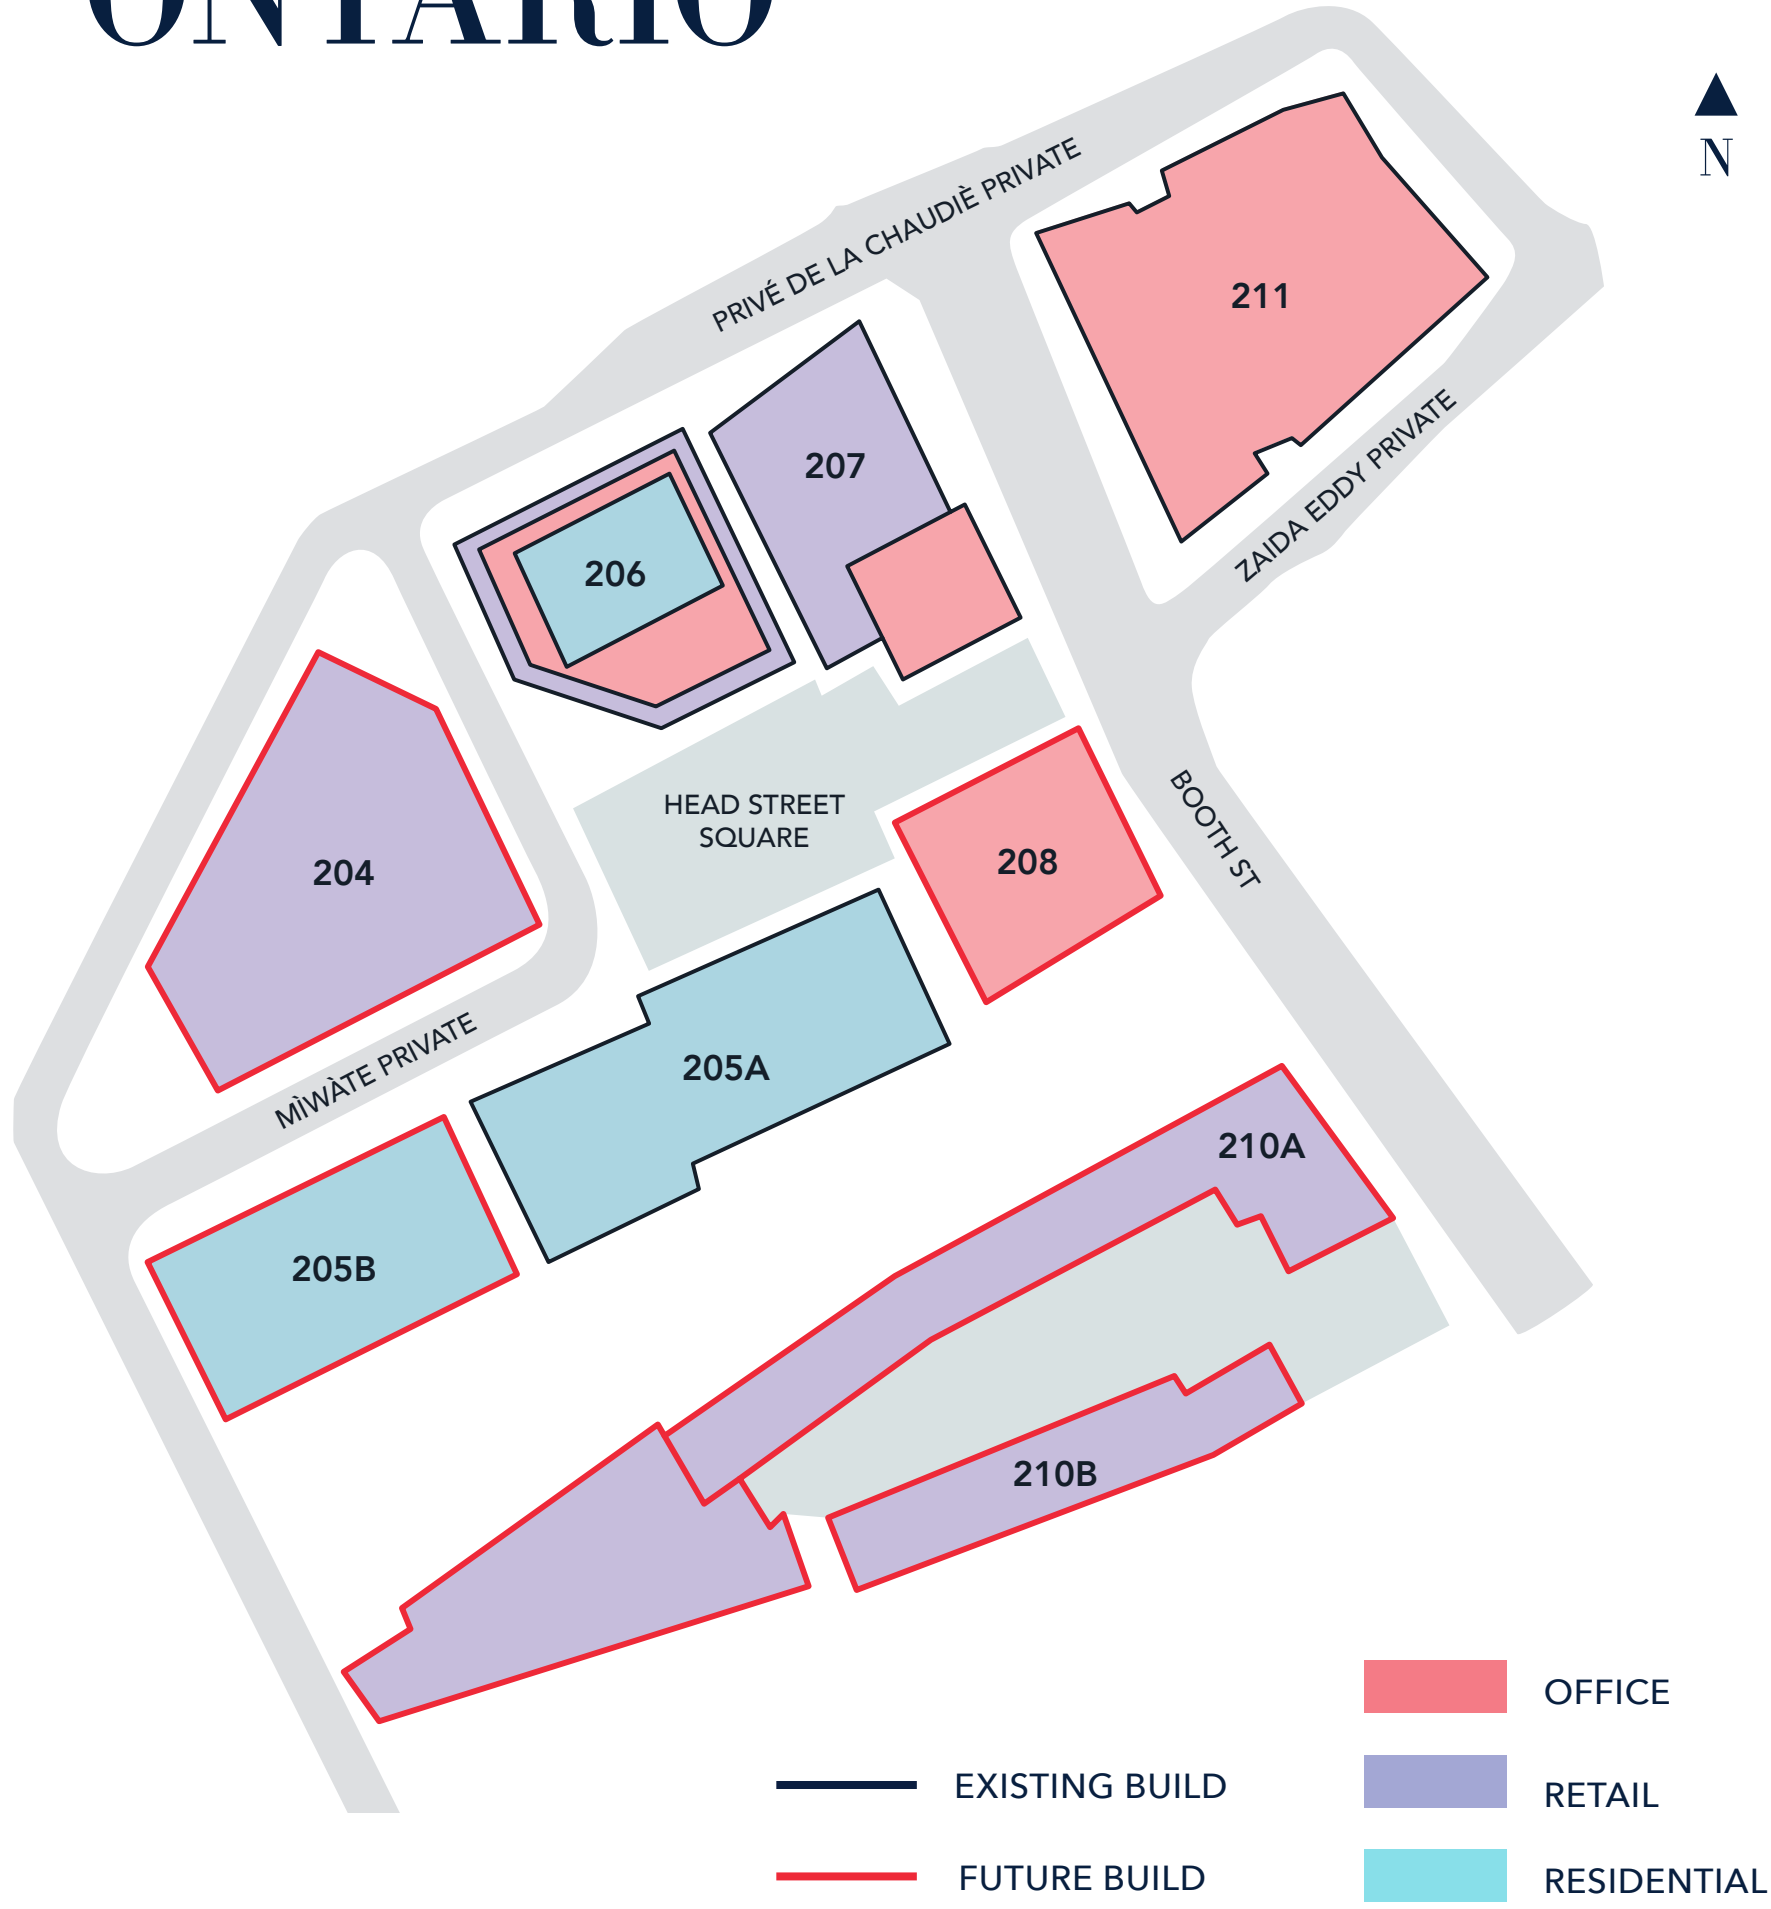 ONTARIO
N
PRIVÉ DE LA CHAUDIÈ PRIVATE
211
207
ZAIDA EDDY PRIVATE
206
HEAD STREET
SQUARE
208
BOOTH ST
204
205A
MÌWÀTE PRIVATE
210A
205B
210B
OFFICE
EXISTING BUILD
RETAIL
FUTURE BUILD
RESIDENTIAL